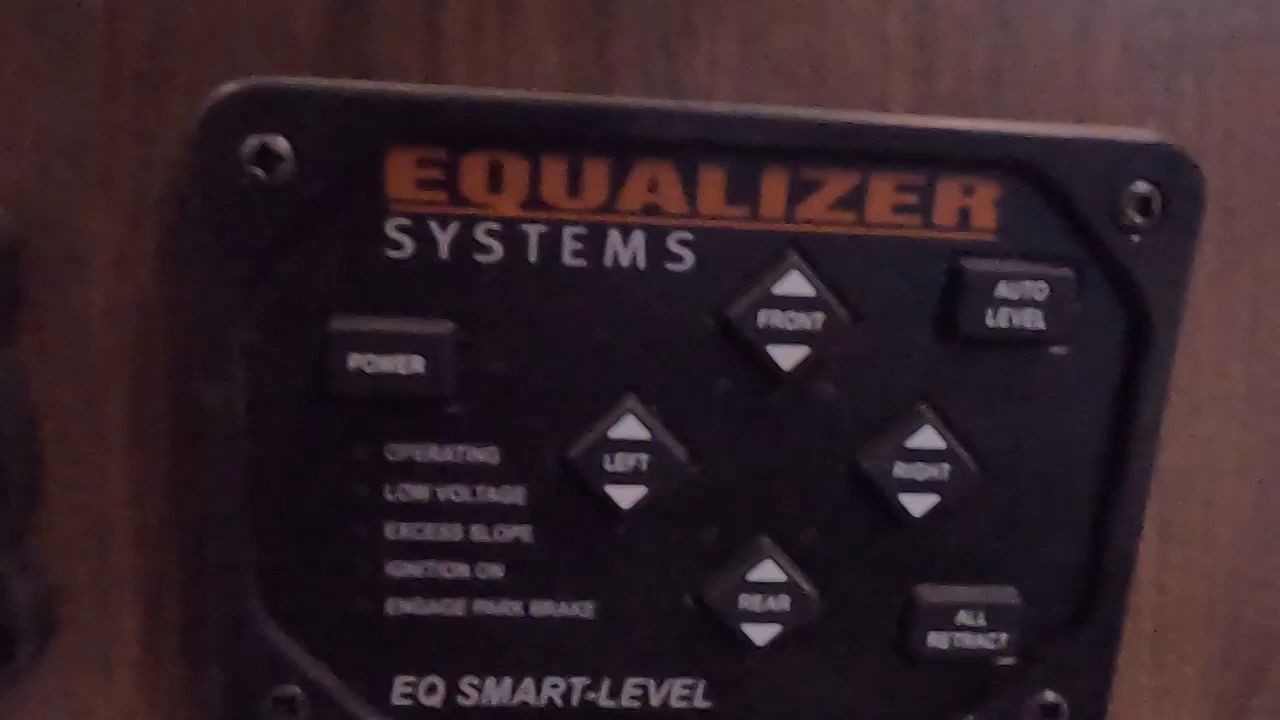 EQUALIZER
SYSTEMS
FRONT
AUTO
LEVEL
POWER
LEFT
RIGHT
OPERATING
LOW VOLTAGE
EXCESS SLOPE
IGNITION ON
ENGAGE PARK BRAKE
REAR
ALL
RETRACT
EQ SMART-LEVEL